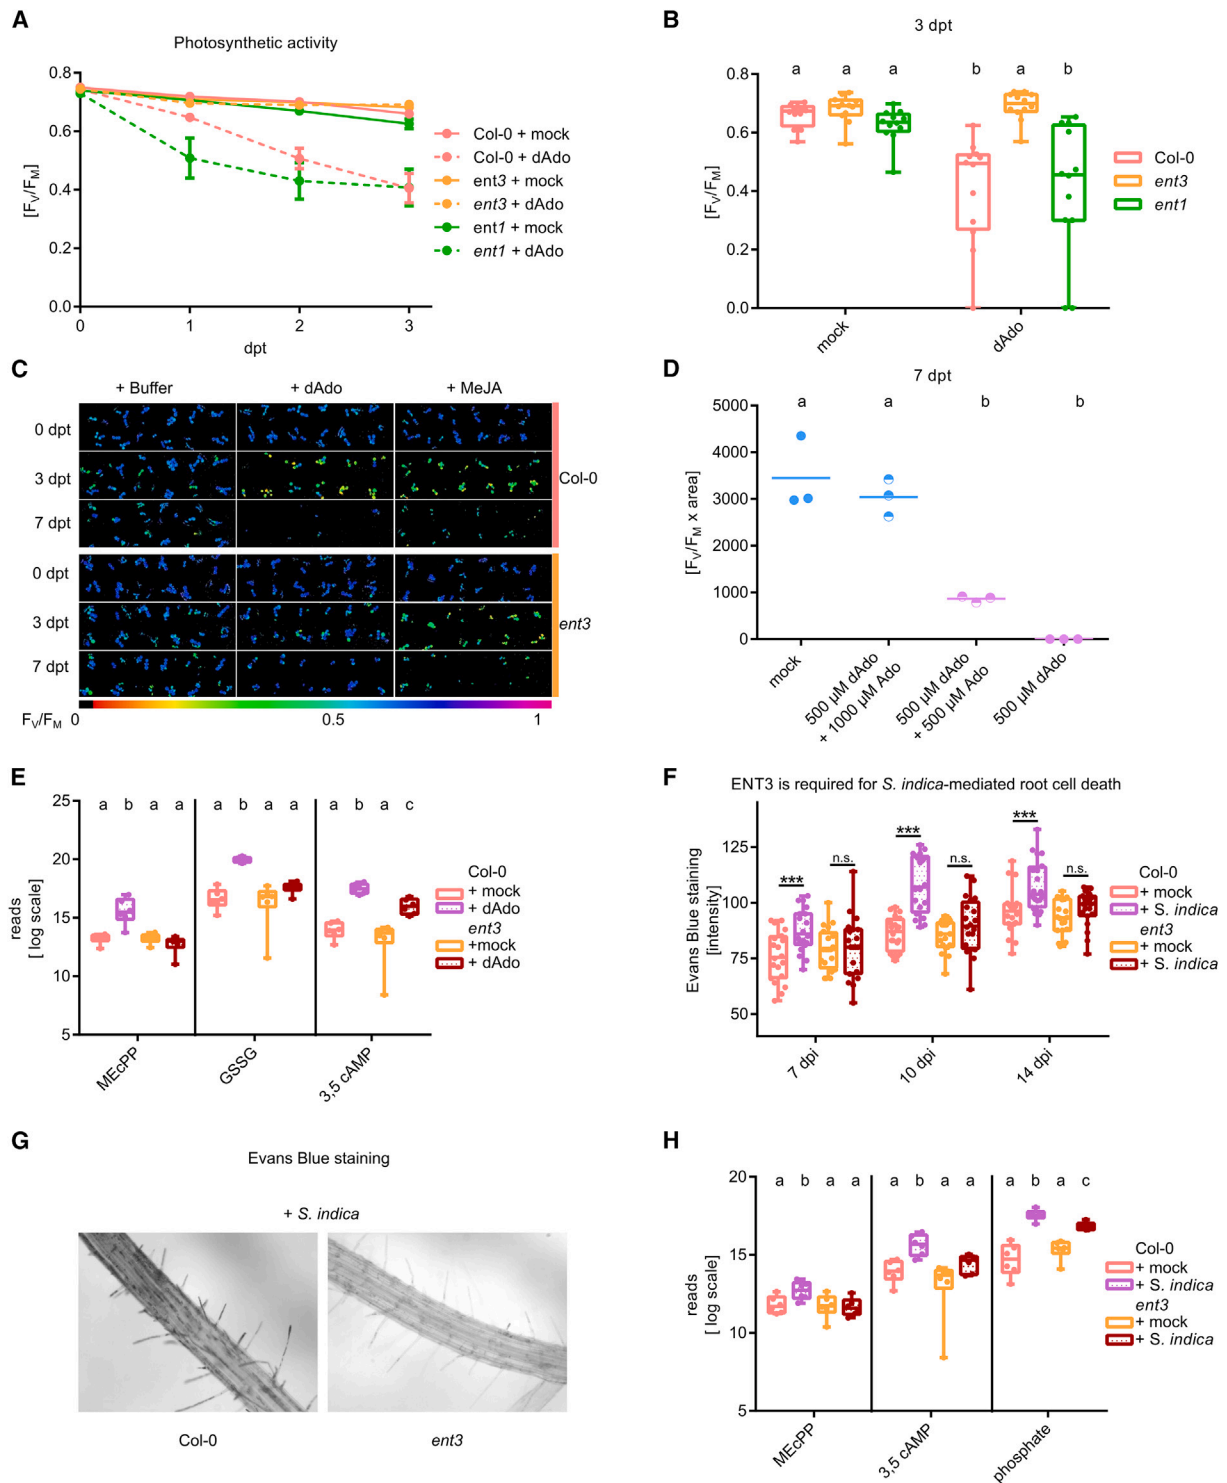 A
Photosynthetic activity
0.8
0.6
0.4
0.2
0.0
[FV/FM]
0
1
2
3
dpt
Col-0 + mock
Col-0 + dAdo
ent3 + mock
ent3 + dAdo
ent1 + mock
ent1 + dAdo
B
3 dpt
a a a b a b
0.8
0.6
0.4
0.2
0.0
[FV/FM]
mock
dAdo
Col-0
ent3
ent1
C
+ Buffer
+ dAdo
+ MeJA
0 dpt
3 dpt
7 dpt
Col-0
0 dpt
3 dpt
7 dpt
ent3
FV/FM 0
0.5
1
D
7 dpt
a a b b
5000
4000
3000
2000
1000
0
[FV/FM x area]
mock
500 µM dAdo
+ 1000 µM Ado
500 µM dAdo
+ 500 µM Ado
500 µM dAdo
E
25
20
15
10
5
reads
[ log scale]
a b a a
a b a a
a b a c
MEcPP
GSSG
3,5 cAMP
Col-0
+ mock
+ dAdo
ent3
+mock
+ dAdo
F
ENT3 is required for S. indica-mediated root cell death
125
100
75
50
Evans Blue staining
[intensity]
***
n.s.
***
n.s.
***
n.s.
7 dpi
10 dpi
14 dpi
Col-0
+ mock
+ S. indica
ent3
+ mock
+ S. indica
G
Evans Blue staining
+ S. indica
Col-0
ent3
H
20
15
10
5
reads
[ log scale]
a b a a
a b a a
a b a c
MEcPP
3,5 cAMP
phosphate
Col-0
+ mock
+ S. indica
ent3
+ mock
+ S. indica